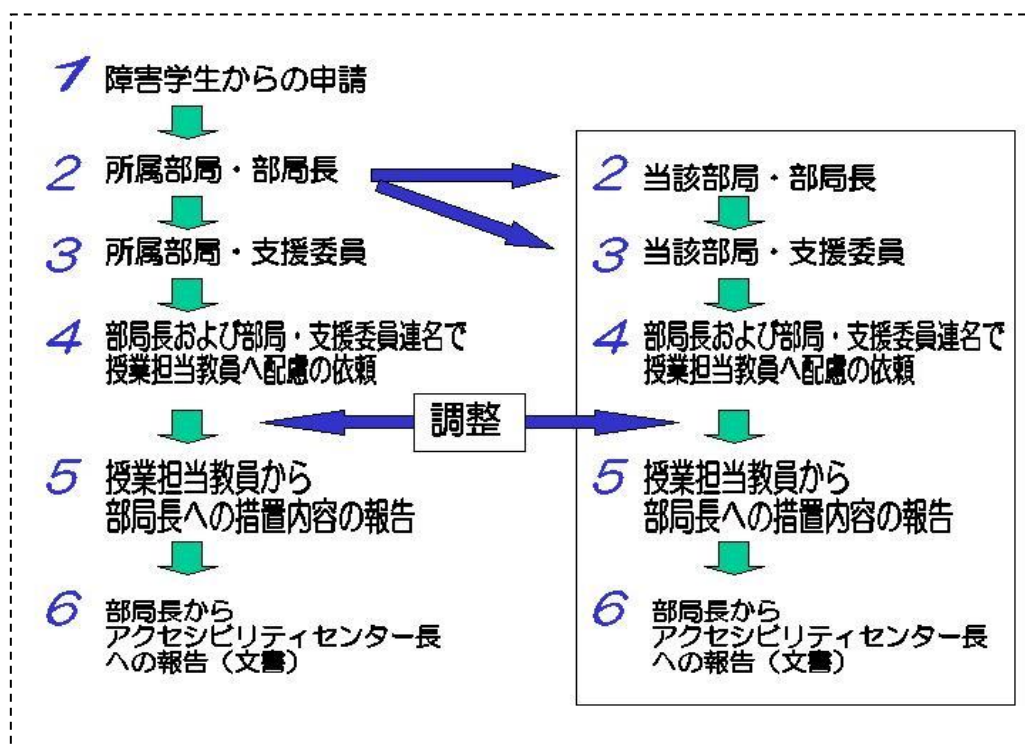 1 障害学生からの申請
2 所属部局・部局長
3 所属部局・支援委員
4 部局長および部局・支援委員連名で
授業担当教員へ配慮の依頼
調整
5 授業担当教員から
部局長への措置内容の報告
6 部局長から
アクセシビリティセンター長
への報告（文書）
2 当該部局・部局長
3 当該部局・支援委員
4 部局長および部局・支援委員連名で
授業担当教員へ配慮の依頼
5 授業担当教員から
部局長への措置内容の報告
6 部局長から
アクセシビリティセンター長
への報告（文書）